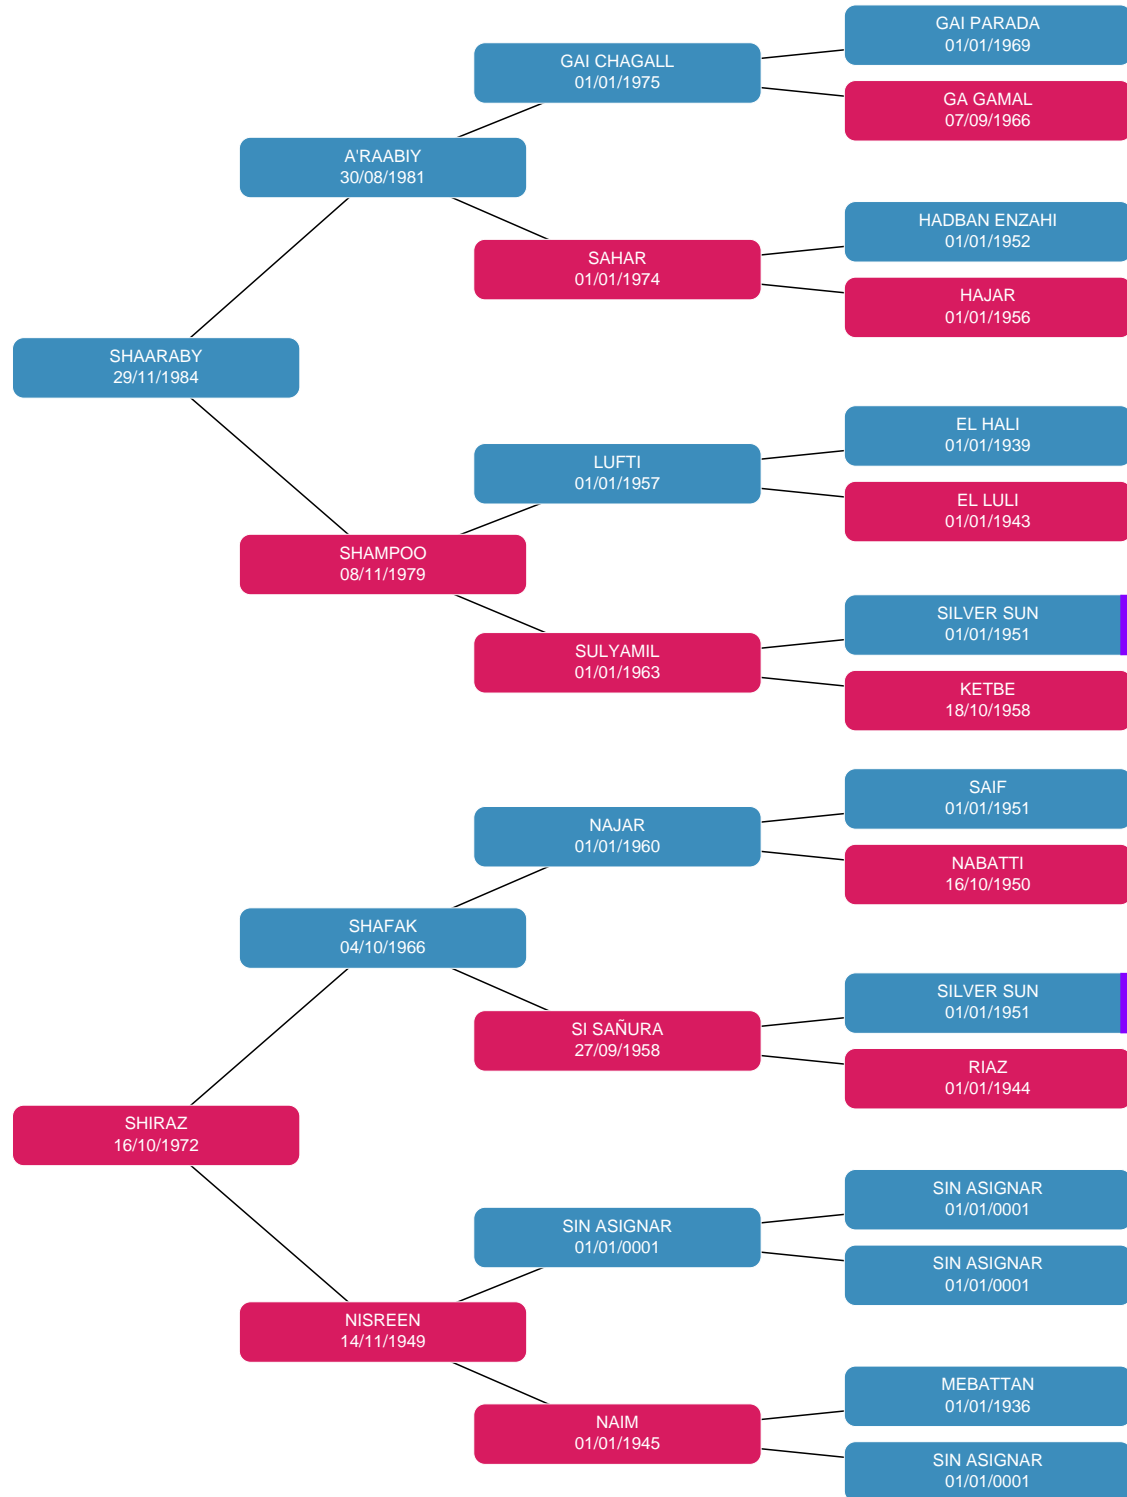 GAI PARADA
01/01/1969
GAI CHAGALL
01/01/1975
GA GAMAL
07/09/1966
A'RAABIY
30/08/1981
HADBAN ENZAHI
01/01/1952
SAHAR
01/01/1974
HAJAR
01/01/1956
SHAARABY
29/11/1984
EL HALI
01/01/1939
LUFTI
01/01/1957
EL LULI
01/01/1943
SHAMPOO
08/11/1979
SILVER SUN
01/01/1951
SULYAMIL
01/01/1963
KETBE
18/10/1958
SAIF
01/01/1951
NAJAR
01/01/1960
NABATTI
16/10/1950
SHAFAK
04/10/1966
SILVER SUN
01/01/1951
SI SAÑURA
27/09/1958
RIAZ
01/01/1944
SHIRAZ
16/10/1972
SIN ASIGNAR
01/01/0001
SIN ASIGNAR
01/01/0001
SIN ASIGNAR
01/01/0001
NISREEN
14/11/1949
MEBATTAN
01/01/1936
NAIM
01/01/1945
SIN ASIGNAR
01/01/0001